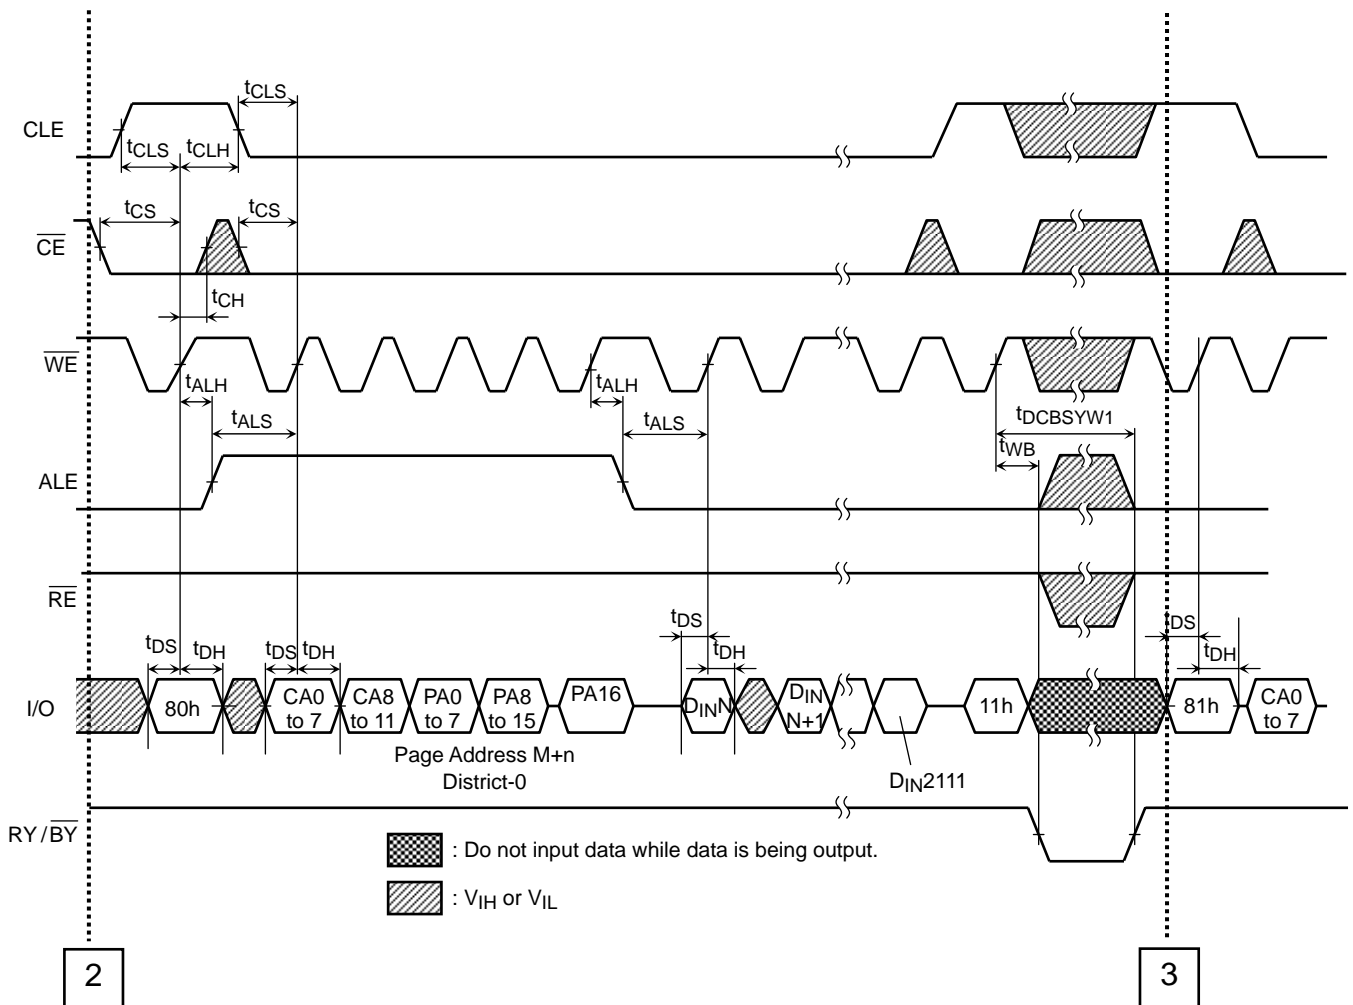 tCLS
CLE
tCLS
tCLH
tCS
tCS
CE
tCH
WE
tALH
tALH
tALS
tALS
tDCBSYW1
tWB
ALE
RE
tDS
tDS
tDH
tDS
tDH
tDH
DS
tDH
I/O
80h
CA0
to 7
CA8
to 11
PA0
to 7
PA8
to 15
PA16
DINN
DIN
N+1
11h
81h
CA0
to 7
Page Address M+n
District-0
DIN2111
RY/BY
: Do not input data while data is being output.
: VIH or VIL
2
3